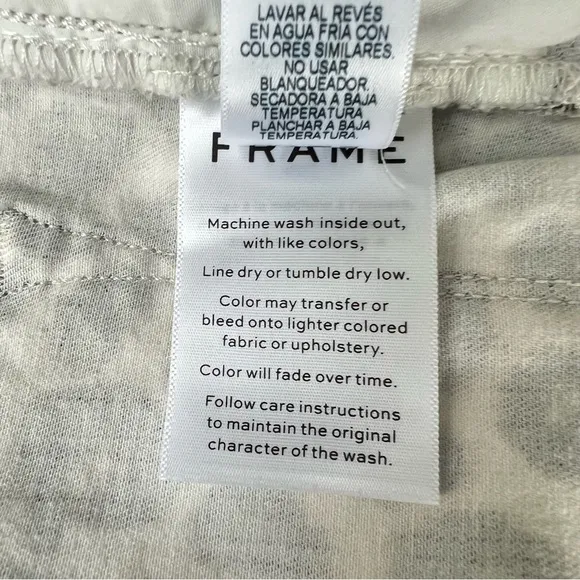 LAVAR AL REVÉS
EN AGUA FRIA CON
COLORES SIMILARES.
NO USAR
BLANQUEADOR.
SECADORA A BAJA
TEMPERATURA
PLANCHAR A BAJA
TEMPERATURA.
FRAME
Machine wash inside out,
with like colors,
Line dry or tumble dry low.
Color may transfer or
bleed onto lighter colored
fabric or upholstery.
Color will fade over time.
Follow care instructions
to maintain the original
character of the wash.